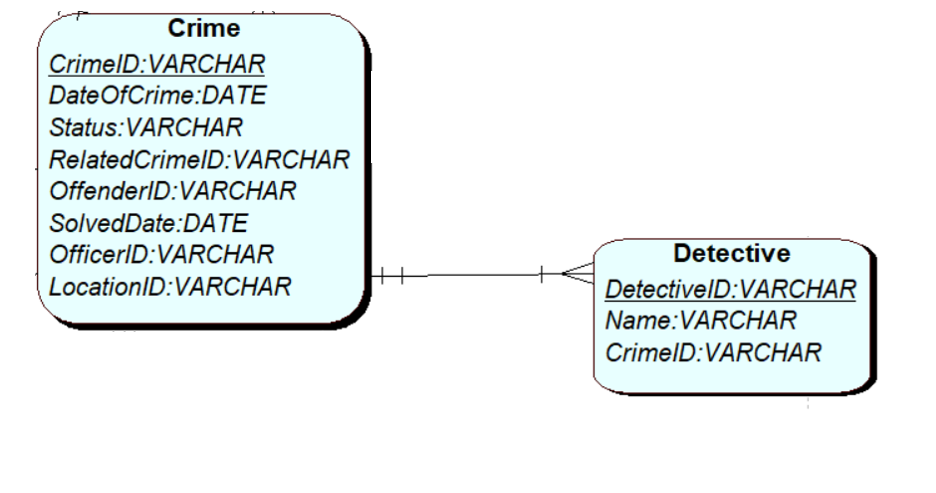 Crime
CrimeID:VARCHAR
DateOfCrime:DATE
Status:VARCHAR
RelatedCrimeID:VARCHAR
OffenderID:VARCHAR
SolvedDate:DATE
OfficerID:VARCHAR
LocationID:VARCHAR
Detective
DetectiveID:VARCHAR
Name:VARCHAR
CrimeID:VARCHAR